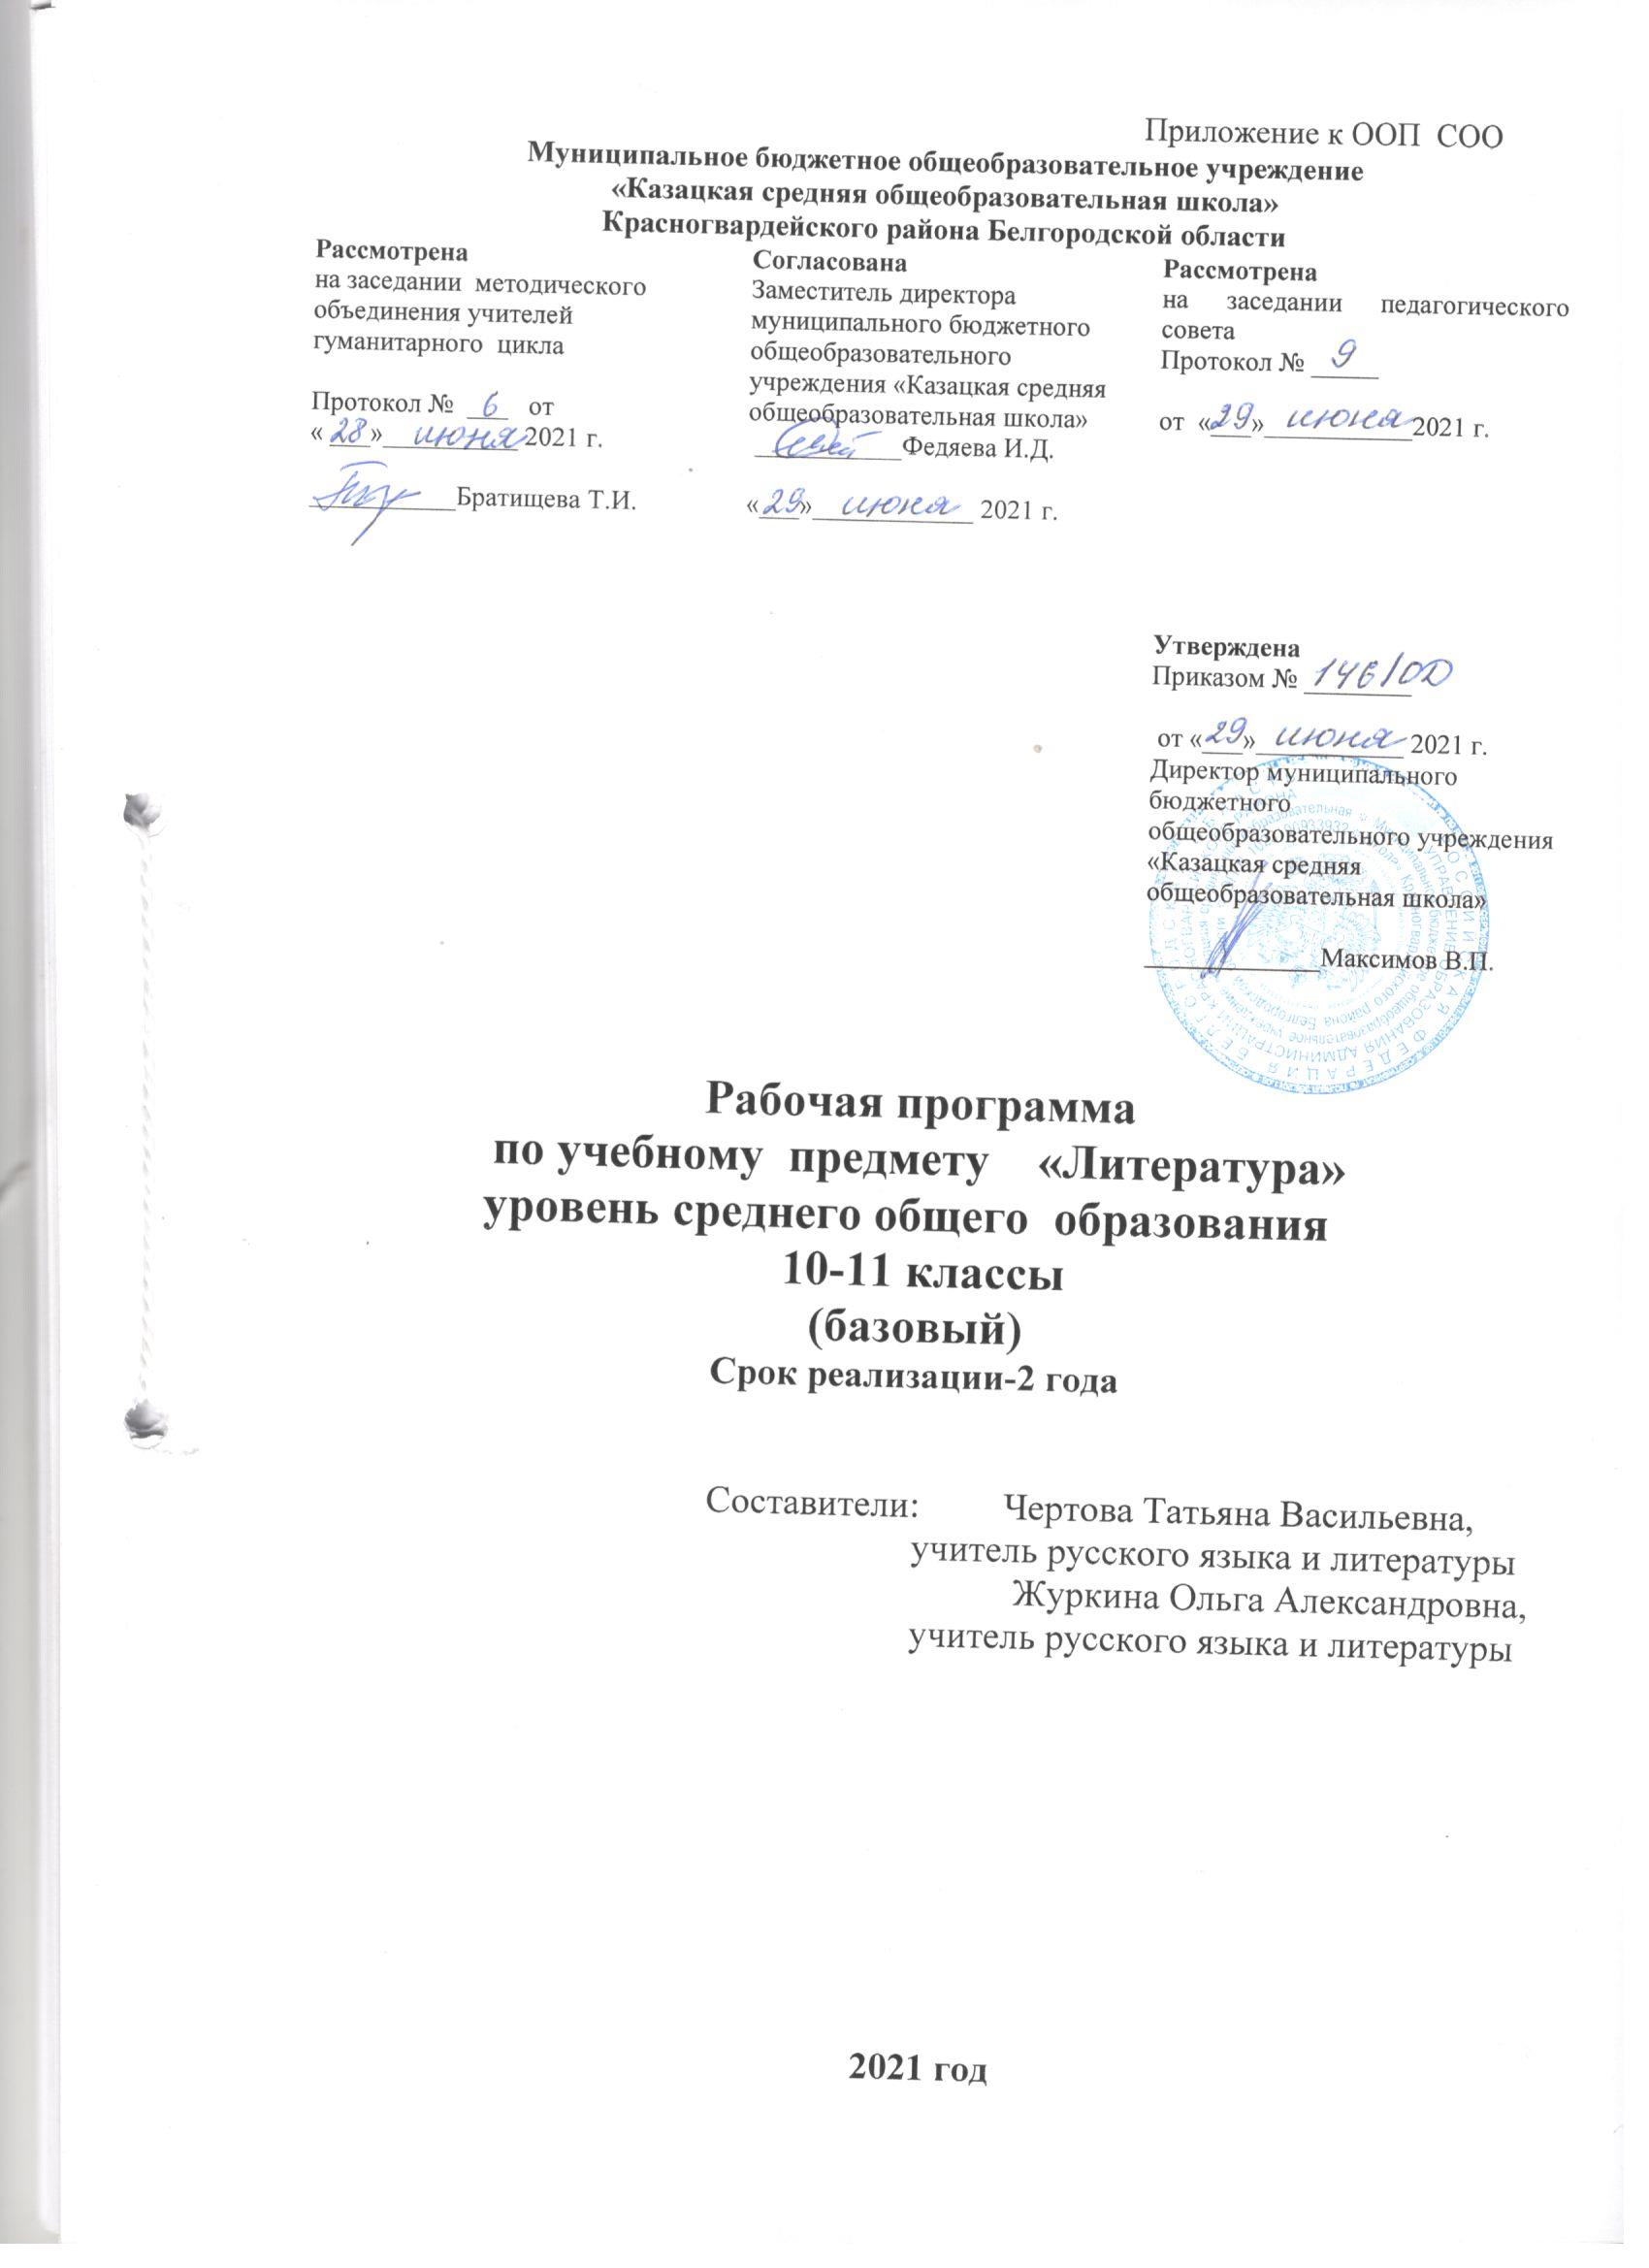 Приложение к ООП СОО
Муниципальное бюджетное общеобразовательное учреждение
«Казацкая средняя общеобразовательная школа»
Красногвардейского района Белгородской области
Рассмотрена
на заседании методического
объединения учителей
гуманитарного цикла
Протокол № 6 от
«28» июня 2021 г.
Братищева Т.И.
Согласована
Заместитель директора
муниципального бюджетного
общеобразовательного
учреждения «Казацкая средняя
общеобразовательная школа»
Федяева И.Д.
«29» июня 2021 г.
Рассмотрена
на заседании педагогического
совета
Протокол № 9
от «29» июня 2021 г.
Утверждена
Приказом № 146/ОД
от «29» июня 2021 г.
Директор муниципального
бюджетного
общеобразовательного учреждения
«Казацкая средняя
общеобразовательная школа»
Максимов В.П.
Рабочая программа
по учебному предмету «Литература»
уровень среднего общего образования
10-11 классы
(базовый)
Срок реализации-2 года
Составители: Чертова Татьяна Васильевна,
учитель русского языка и литературы
Журкина Ольга Александровна,
учитель русского языка и литературы
2021 год